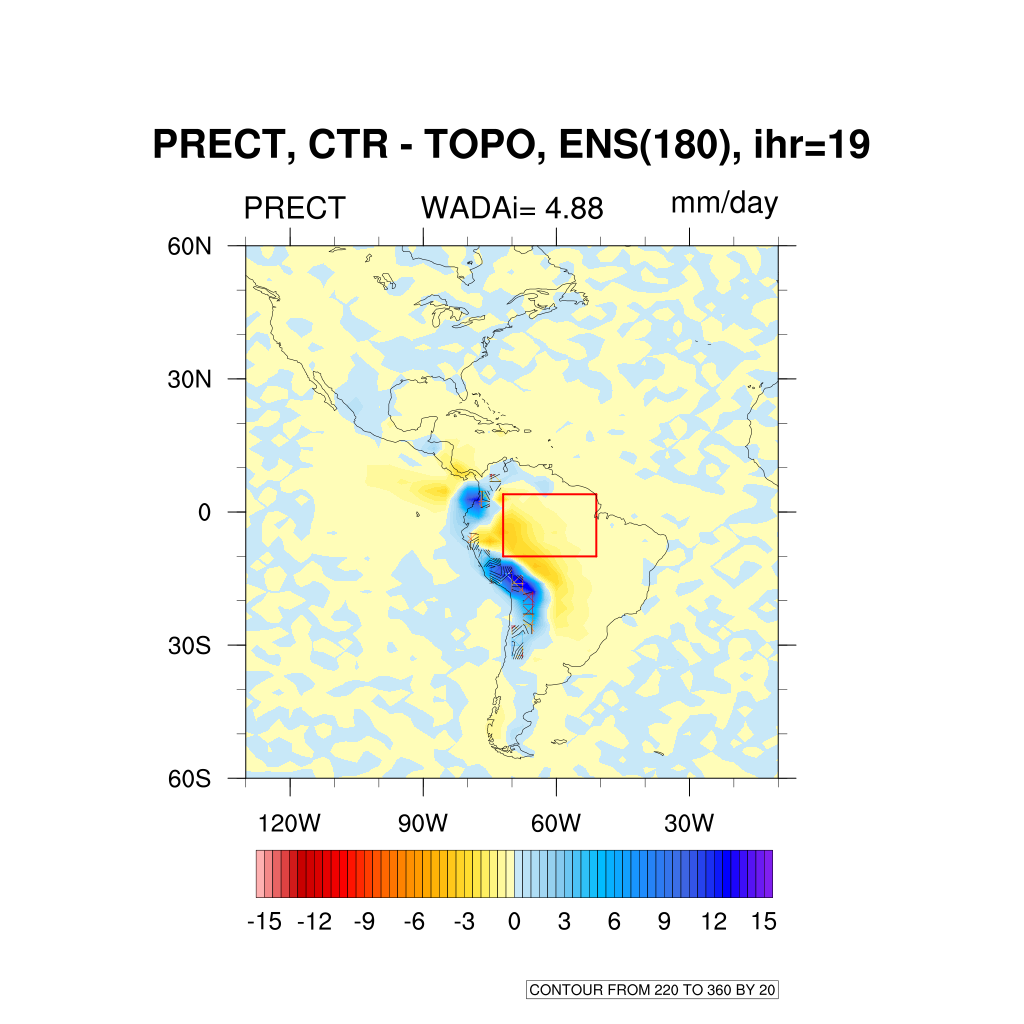 PRECT, CTR - TOPO, ENS(180), ihr=19
PRECT WADAi= 4.88 mm/day
60N
30N
0
30S
60S
120W 90W 60W 30W
-15 -12 -9 -6 -3 0 3 6 9 12 15
CONTOUR FROM 220 TO 360 BY 20